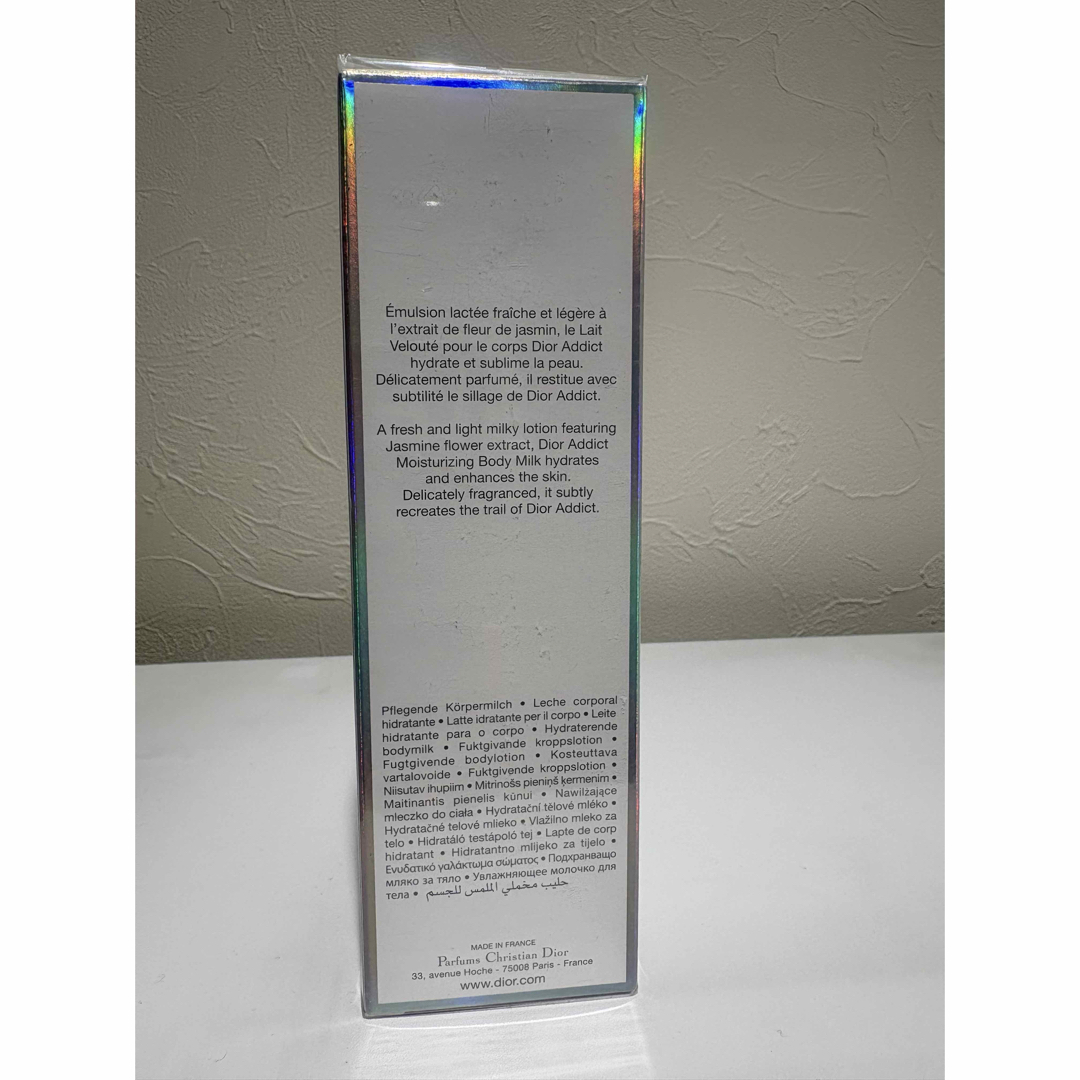 Émulsion lactée fraîche et légère à
l'extrait de fleur de jasmin, le Lait
Velouté pour le corps Dior Addict
hydrate et sublime la peau.
Délicatement parfumé, il restitue avec
subtilité le sillage de Dior Addict.
A fresh and light milky lotion featuring
Jasmine flower extract, Dior Addict
Moisturizing Body Milk hydrates
and enhances the skin.
Delicately fragranced, it subtly
recreates the trail of Dior Addict.
Pflegende Körpermilch • Leche corporal
hidratante • Latte idratante per il corpo • Leite
hidratante para o corpo • Hydraterende
bodymilk • Fuktgivande kroppslotion •
Fugtgivende bodylotion • Kosteuttava
vartalovoide • Fuktgivende kroppslotion •
Niisutav ihupiim • Mitrinošs pieniņš ķermenim •
Maitinantis pienelis kūnui • Nawilżające
mleczko do ciała • Hydratační tělové mléko •
Hydratačné telové mlieko • Vlažilno mleko za
telo • Hidratáló testápoló tej • Lapte de corp
hidratant • Hidratantno mlijeko za tijelo •
Ενυδατικό γαλάκτωμα σώματος • Подхранващо
мляко за тяло • Увлажняющее молочко для
тела • حليب مخملي الملمس للجسم
MADE IN FRANCE
Parfums Christian Dior
33, avenue Hoche - 75008 Paris - France
www.dior.com